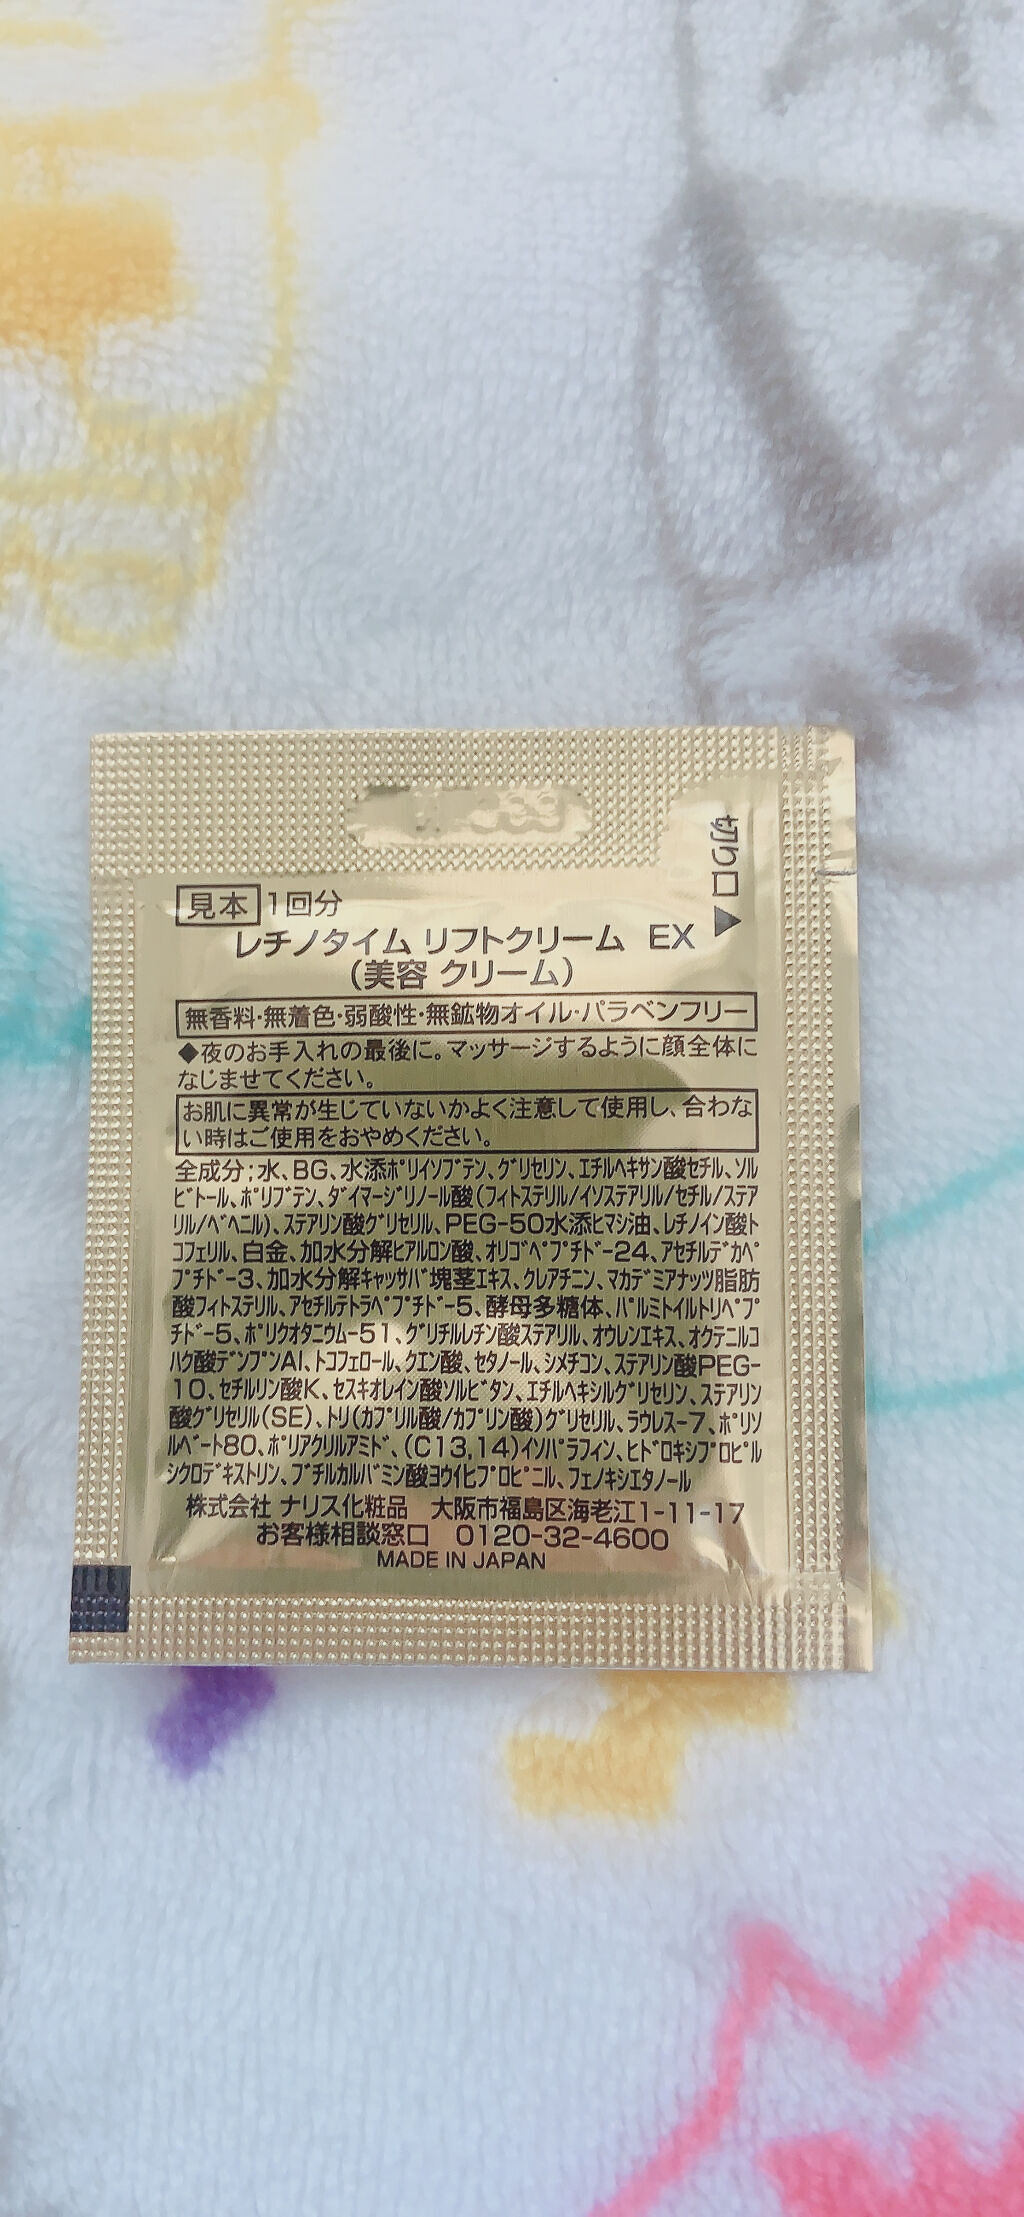 切り口▲
見本 1回分
レチノタイム リフトクリーム EX
(美容 クリーム)
無香料・無着色・弱酸性・無鉱物オイル・パラベンフリー
◆夜のお手入れの最後に。マッサージするように顔全体に
なじませてください。
お肌に異常が生じていないかよく注意して使用し、合わな
い時はご使用をおやめください。
全成分;水、BG、水添ポリイソブテン、グリセリン、エチルヘキサン酸セチル、ソル
ビトール、ポリブテン、ダイマージリノール酸(フィトステリル/イソステアリル/セチル/ステア
リル/ベヘニル)、ステアリン酸グリセリル、PEG-50水添ヒマシ油、レチノイン酸ト
コフェリル、白金、加水分解ヒアルロン酸、オリゴペプチド-24、アセチルデカペ
プチド-3、加水分解キャッサバ塊茎エキス、クレアチニン、マカデミアナッツ脂肪
酸フィトステリル、アセチルテトラペプチド-5、酵母多糖体、パルミトイルトリペプ
チド-5、ポリクオタニウム-51、グリチルレチン酸ステアリル、オウレンエキス、オクテニルコ
ハク酸デンプンAl、トコフェロール、クエン酸、セタノール、シメチコン、ステアリン酸PEG-
10、セチルリン酸K、セスキオレイン酸ソルビタン、エチルヘキシルグリセリン、ステアリン
酸グリセリル(SE)、トリ(カプリル酸/カプリン酸)グリセリル、ラウレス-7、ポリソ
ルベート80、ポリアクリルアミド、(C13,14)イソパラフィン、ヒドロキシプロピル
シクロデキストリン、ブチルカルバミン酸ヨウ化プロピニル、フェノキシエタノール
株式会社 ナリス化粧品 大阪市福島区海老江1-11-17
お客様相談窓口 0120-32-4600
MADE IN JAPAN